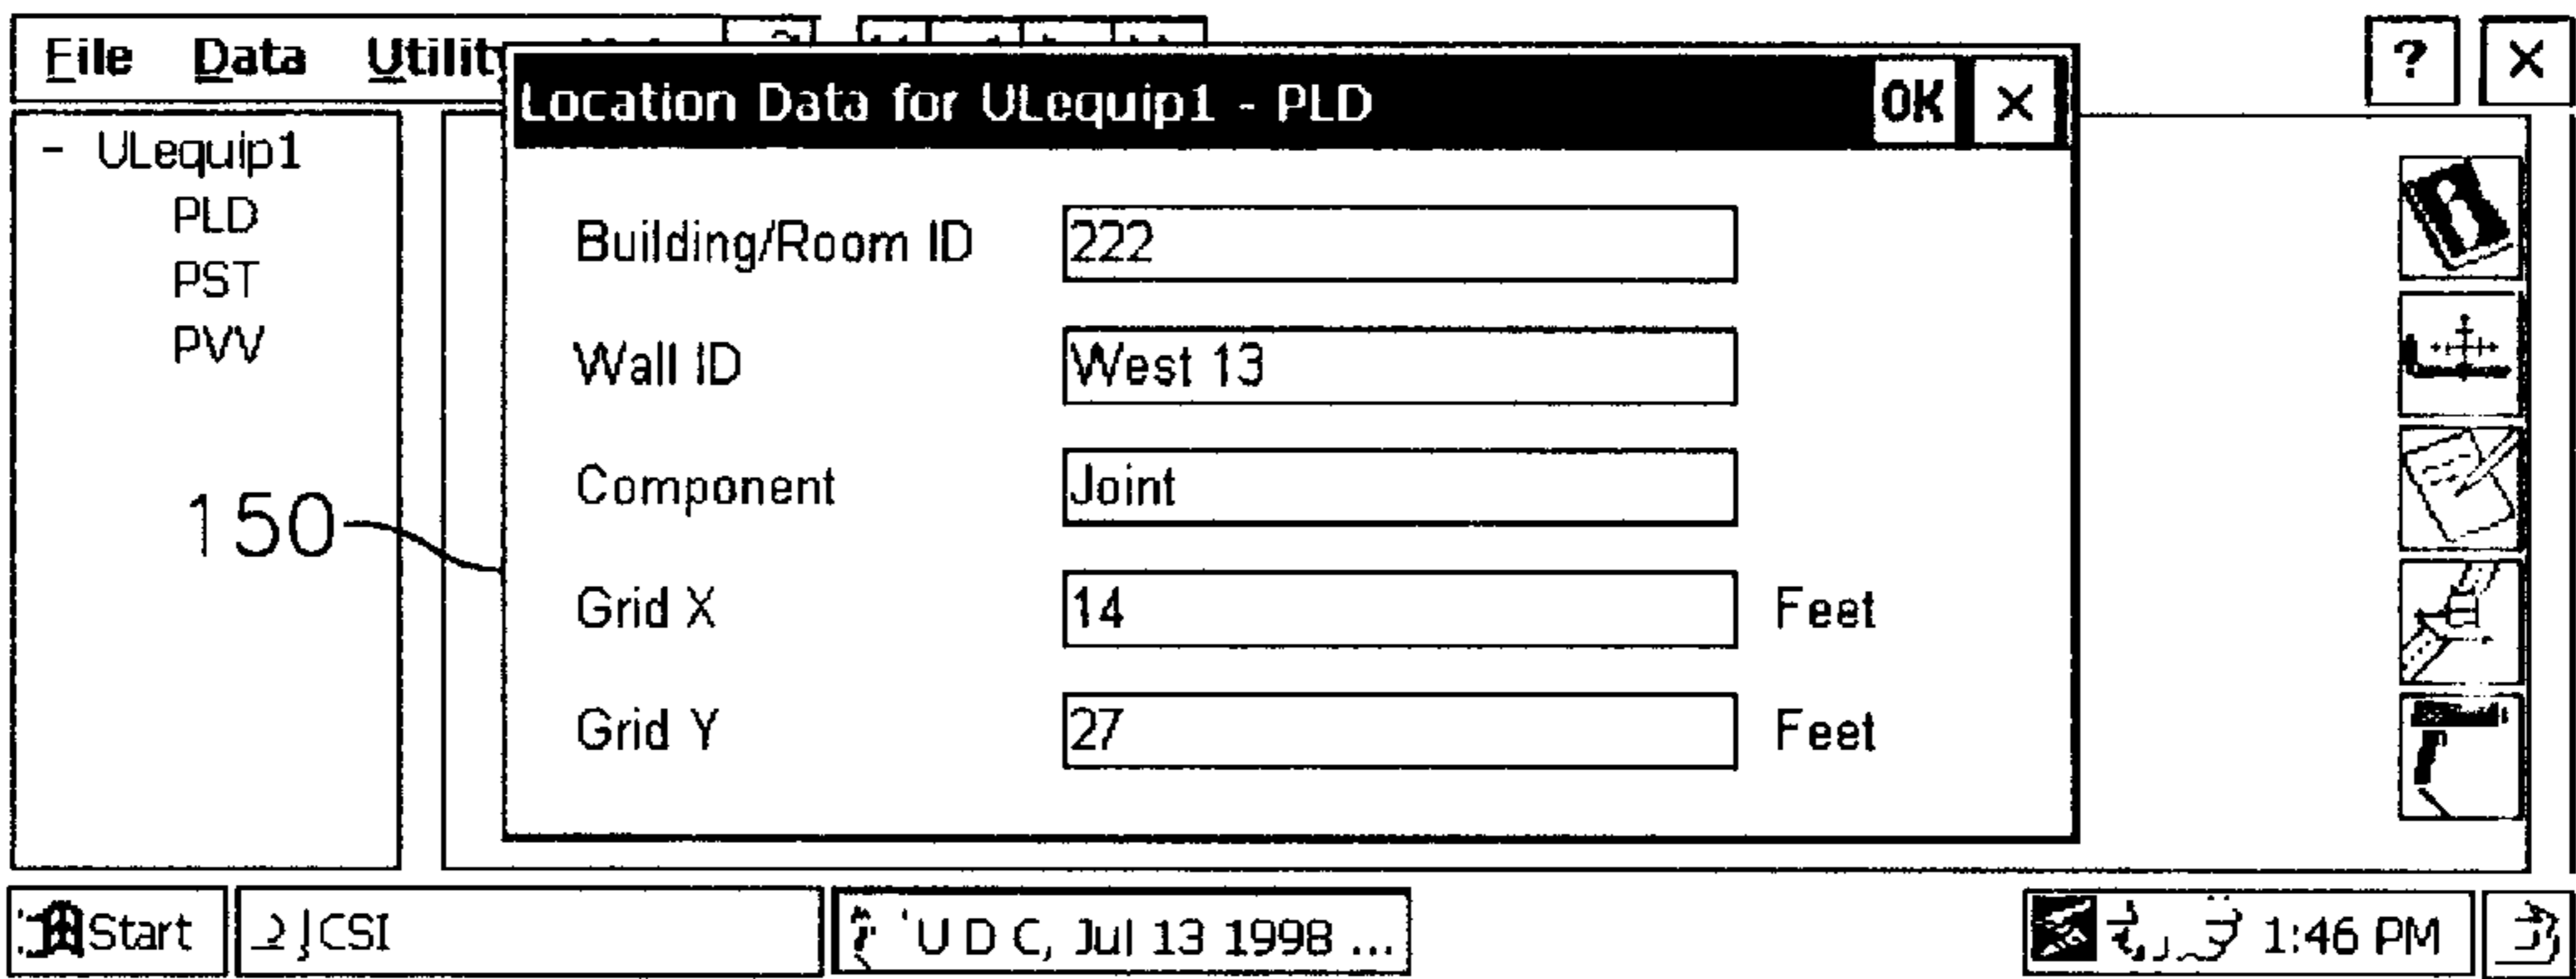 File Data Utility
? ×
Location Data for ULequip1 - PLD OK ×
- ULequip1
PLD
PST
PVV
150
Building/Room ID 222
Wall ID West 13
Component Joint
Grid X 14 Feet
Grid Y 27 Feet
Start CSI U D C, Jul 13 1998 ... 1:46 PM